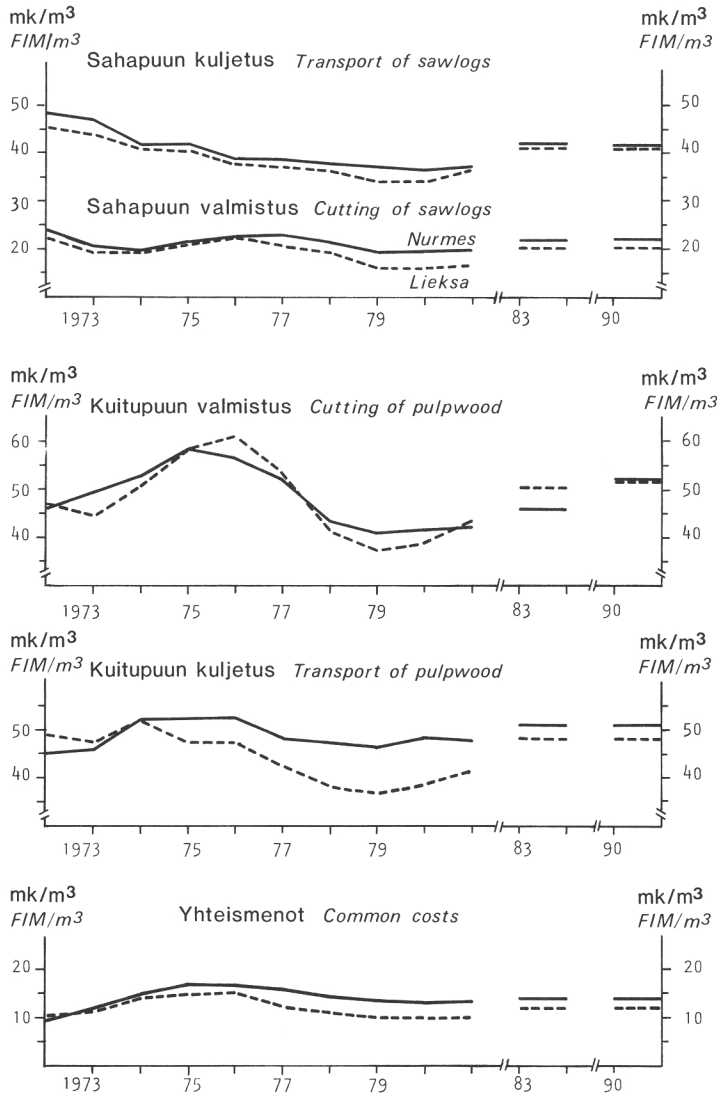 mk/m³ mk/m³
FIM/m³ FIM/m³
Sahapuun kuljetus Transport of sawlogs
50 50
40 40
30 30
Sahapuun valmistus Cutting of sawlogs
Nurmes
20 20
Lieksa
1973 75 77 79 83 90
mk/m³ mk/m³
FIM/m³ FIM/m³
Kuitupuun valmistus Cutting of pulpwood
60 60
50 50
40 40
1973 75 77 79 83 90
mk/m³ mk/m³
FIM/m³ FIM/m³
Kuitupuun kuljetus Transport of pulpwood
50 50
40 40
1973 75 77 79 83 90
mk/m³ mk/m³
FIM/m³ FIM/m³
Yhteismenot Common costs
20 20
10 10
1973 75 77 79 83 90